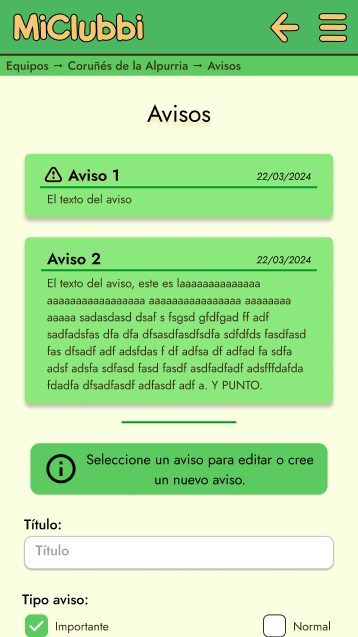 MiClubbi
Equipos → Coruñés de la Alpurria → Avisos
Avisos
Aviso 1
22/03/2024
El texto del aviso
Aviso 2
22/03/2024
El texto del aviso, este es laaaaaaaaaaaaaa
aaaaaaaaaaaaaaaaa aaaaaaaaaaaaaaaa aaaaaaaa
aaaaa sadasdasd dsaf s fsgsd gfdfgad ff adf
sadfadsfas dfa dfa dfsasdfasdfsdfa sdfdfds fasdfasd
fas dfsadf adf adsfdas f df adfsa df adfad fa sdfa
adsf adsfa sdfasd fasd fasdf asdfadfadf adsfffdafda
fdadfa dfsadfasdf adfasdf adf a. Y PUNTO.
Seleccione un aviso para editar o cree
un nuevo aviso.
Título:
Título
Tipo aviso:
Importante
Normal